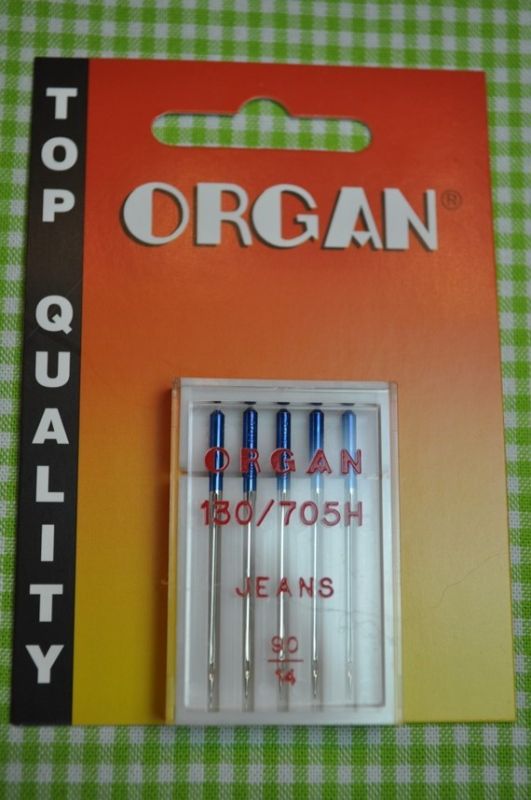 TOP QUALITY
ORGAN®
ORGAN
130/705H
JEANS
90
14